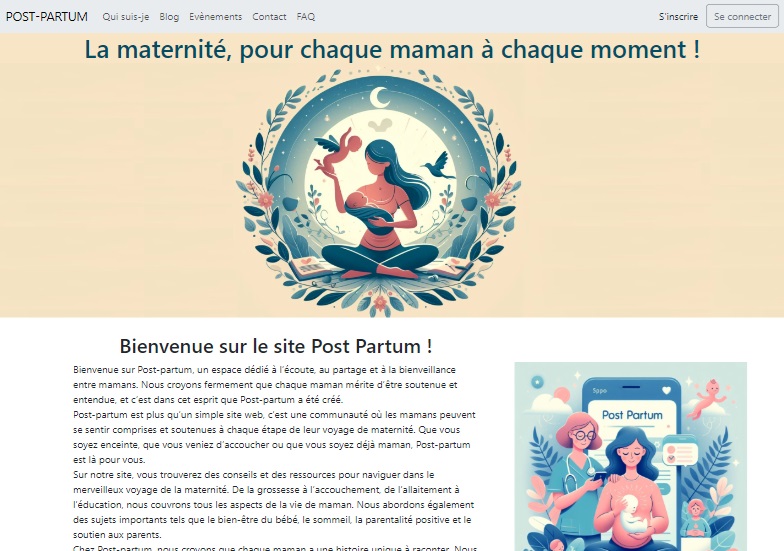 POST-PARTUM Qui suis-je Blog Evènements Contact FAQ S'inscrire Se connecter
La maternité, pour chaque maman à chaque moment !
Bienvenue sur le site Post Partum !
Bienvenue sur Post-partum, un espace dédié à l'écoute, au partage et à la bienveillance
entre mamans. Nous croyons fermement que chaque maman mérite d'être soutenue et
entendue, et c'est dans cet esprit que Post-partum a été créé.
Post-partum est plus qu'un simple site web, c'est une communauté où les mamans peuvent
se sentir comprises et soutenues à chaque étape de leur voyage de maternité. Que vous
soyez enceinte, que vous veniez d'accoucher ou que vous soyez déjà maman, Post-partum
est là pour vous.
Sur notre site, vous trouverez des conseils et des ressources pour naviguer dans le
merveilleux voyage de la maternité. De la grossesse à l'accouchement, de l'allaitement à
l'éducation, nous couvrons tous les aspects de la vie de maman. Nous abordons également
des sujets importants tels que le bien-être du bébé, le sommeil, la parentalité positive et le
soutien aux parents.
Chez Post-partum, nous croyons que chaque maman a une histoire unique à raconter. Nous
Post Partum